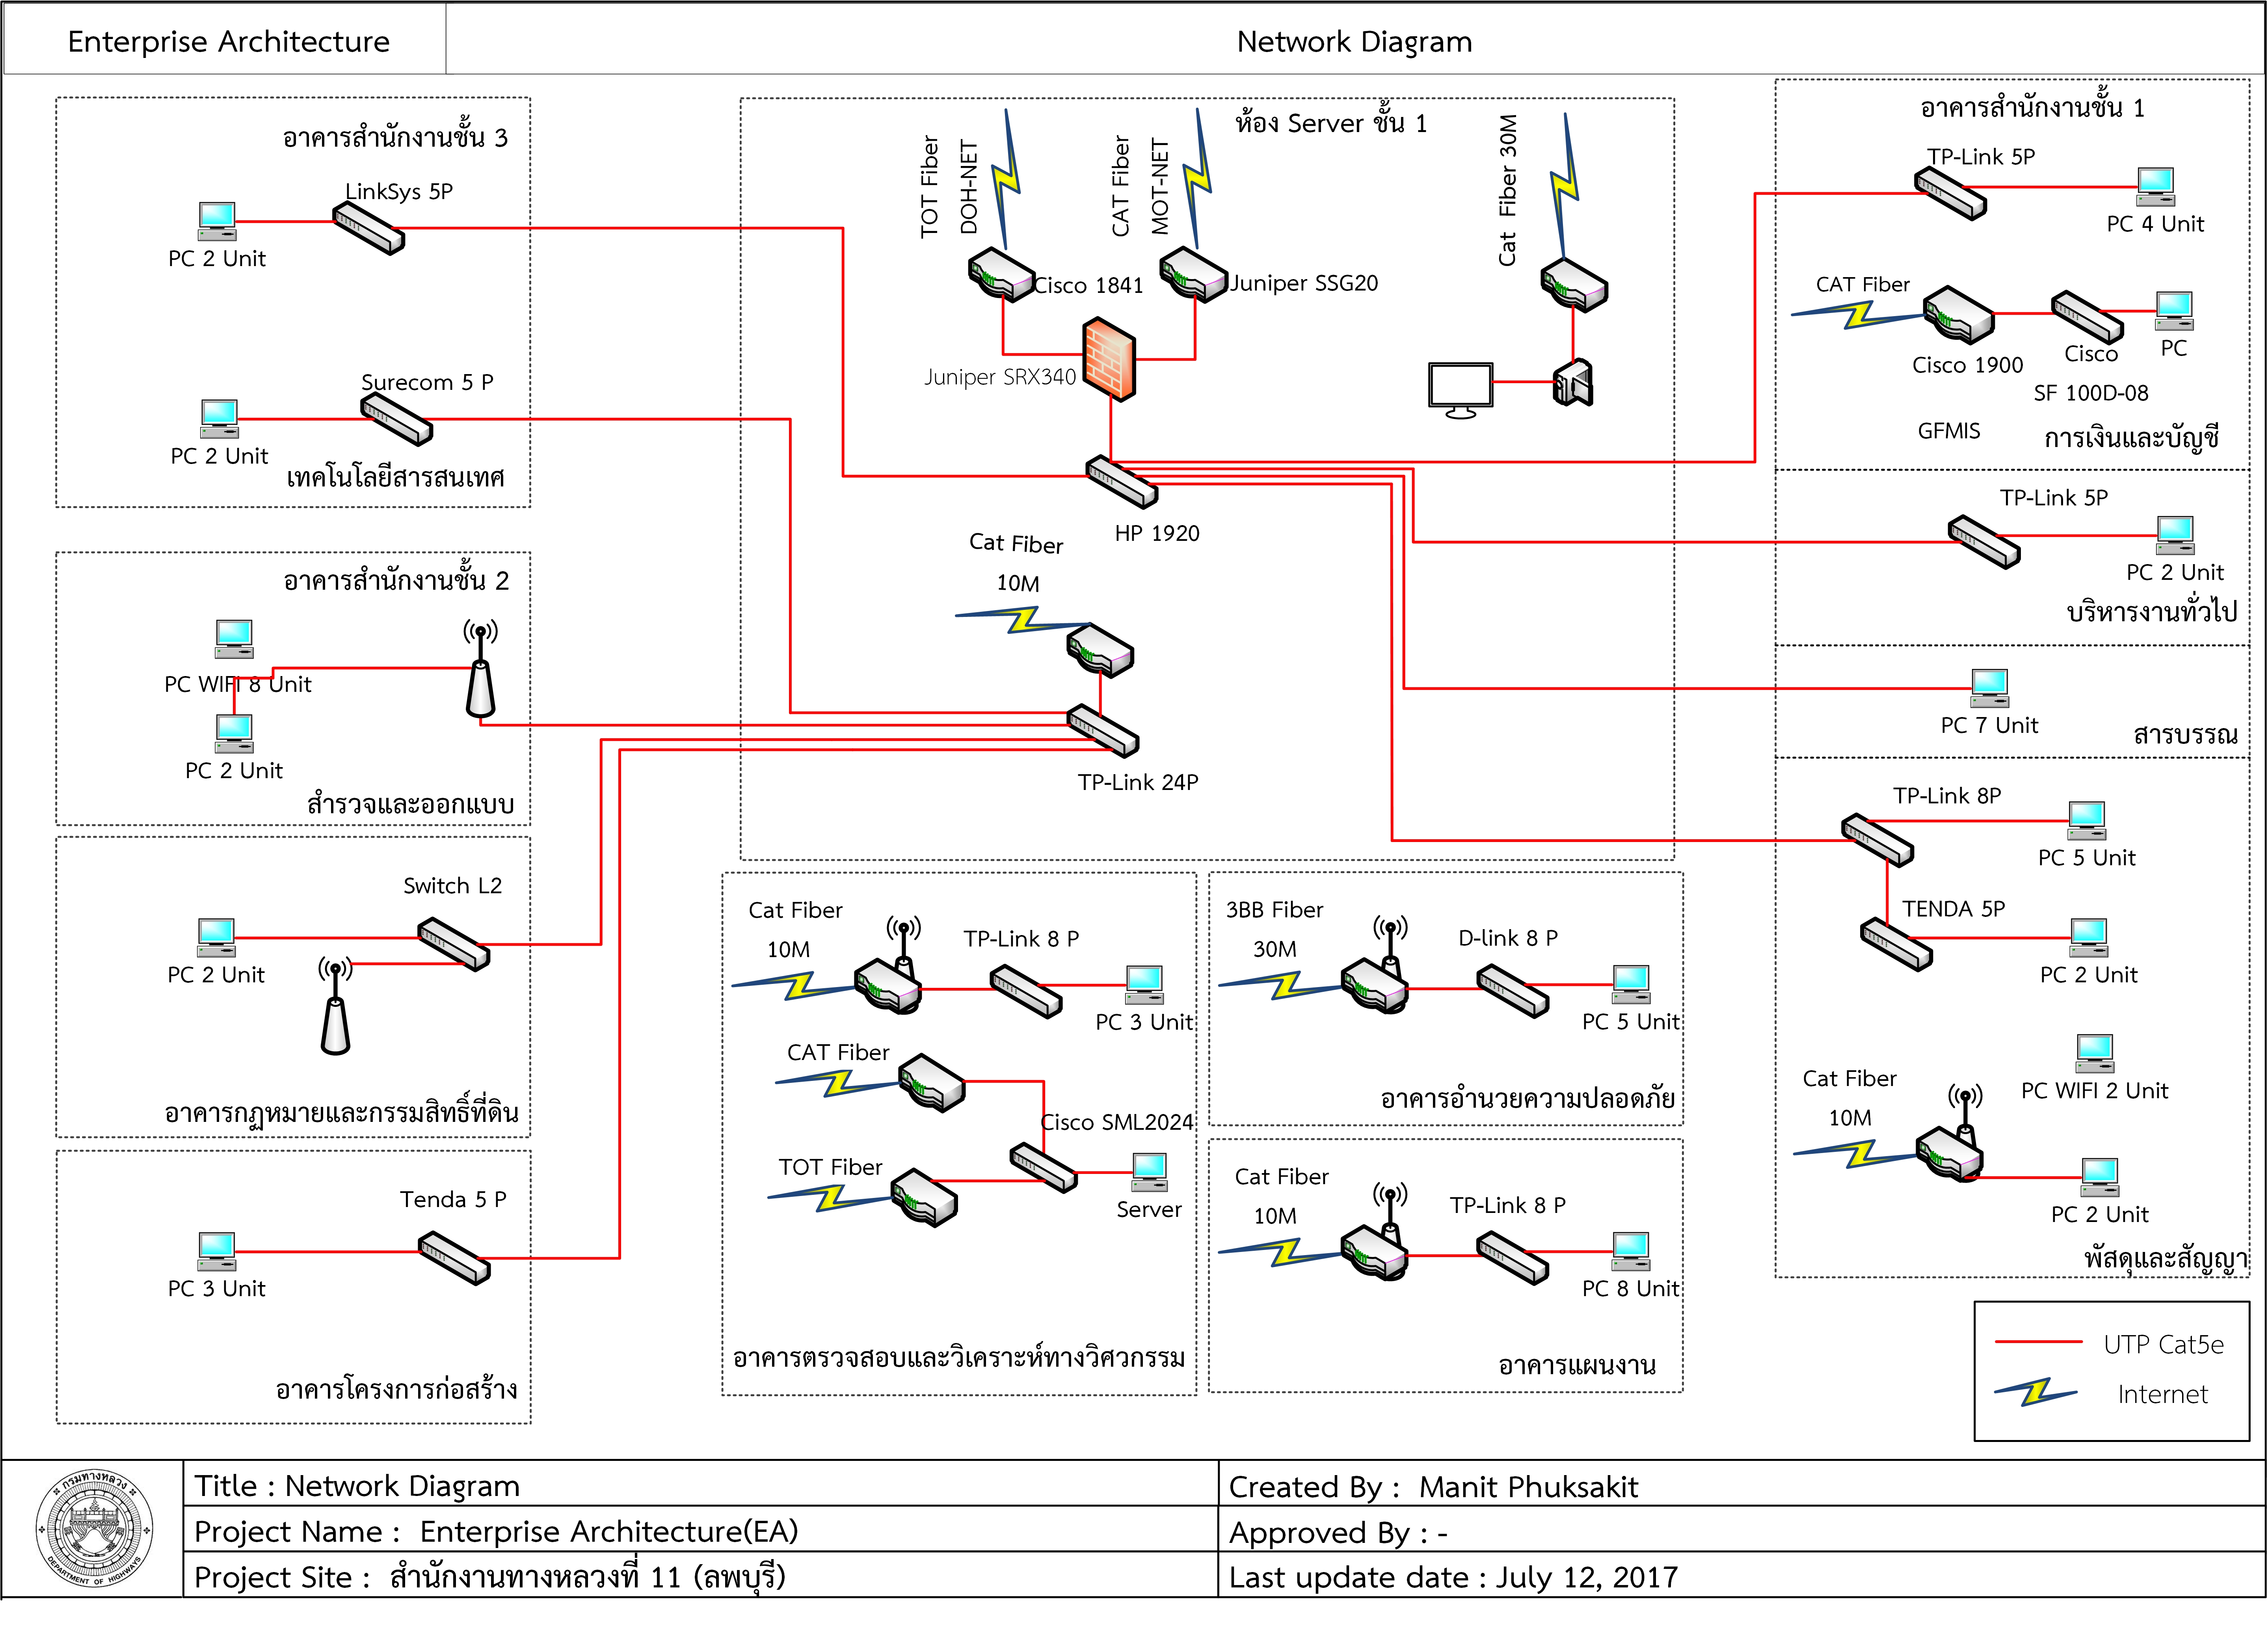 Enterprise Architecture
Network Diagram
อาคารสำนักงานชั้น 3
LinkSys 5P
PC 2 Unit
Surecom 5 P
PC 2 Unit
เทคโนโลยีสารสนเทศ
อาคารสำนักงานชั้น 2
PC WIFI 8 Unit
PC 2 Unit
สำรวจและออกแบบ
Switch L2
PC 2 Unit
อาคารกฎหมายและกรรมสิทธิ์ที่ดิน
Tenda 5 P
PC 3 Unit
อาคารโครงการก่อสร้าง
ห้อง Server ชั้น 1
TOT Fiber
DOH-NET
CAT Fiber
MOT-NET
Cat Fiber 30M
Cisco 1841
Juniper SSG20
Juniper SRX340
HP 1920
Cat Fiber
10M
TP-Link 24P
Cat Fiber
10M
TP-Link 8 P
PC 3 Unit
CAT Fiber
Cisco SML2024
TOT Fiber
Server
อาคารตรวจสอบและวิเคราะห์ทางวิศวกรรม
3BB Fiber
30M
D-link 8 P
PC 5 Unit
อาคารอำนวยความปลอดภัย
Cat Fiber
10M
TP-Link 8 P
PC 8 Unit
อาคารแผนงาน
อาคารสำนักงานชั้น 1
TP-Link 5P
PC 4 Unit
CAT Fiber
Cisco 1900
Cisco
SF 100D-08
PC
GFMIS
การเงินและบัญชี
TP-Link 5P
PC 2 Unit
บริหารงานทั่วไป
PC 7 Unit
สารบรรณ
TP-Link 8P
PC 5 Unit
TENDA 5P
PC 2 Unit
PC WIFI 2 Unit
Cat Fiber
10M
PC 2 Unit
พัสดุและสัญญา
UTP Cat5e
Internet
กรมทางหลวง
DEPARTMENT OF HIGHWAYS
Title : Network Diagram
Project Name : Enterprise Architecture(EA)
Project Site : สำนักงานทางหลวงที่ 11 (ลพบุรี)
Created By : Manit Phuksakit
Approved By : -
Last update date : July 12, 2017